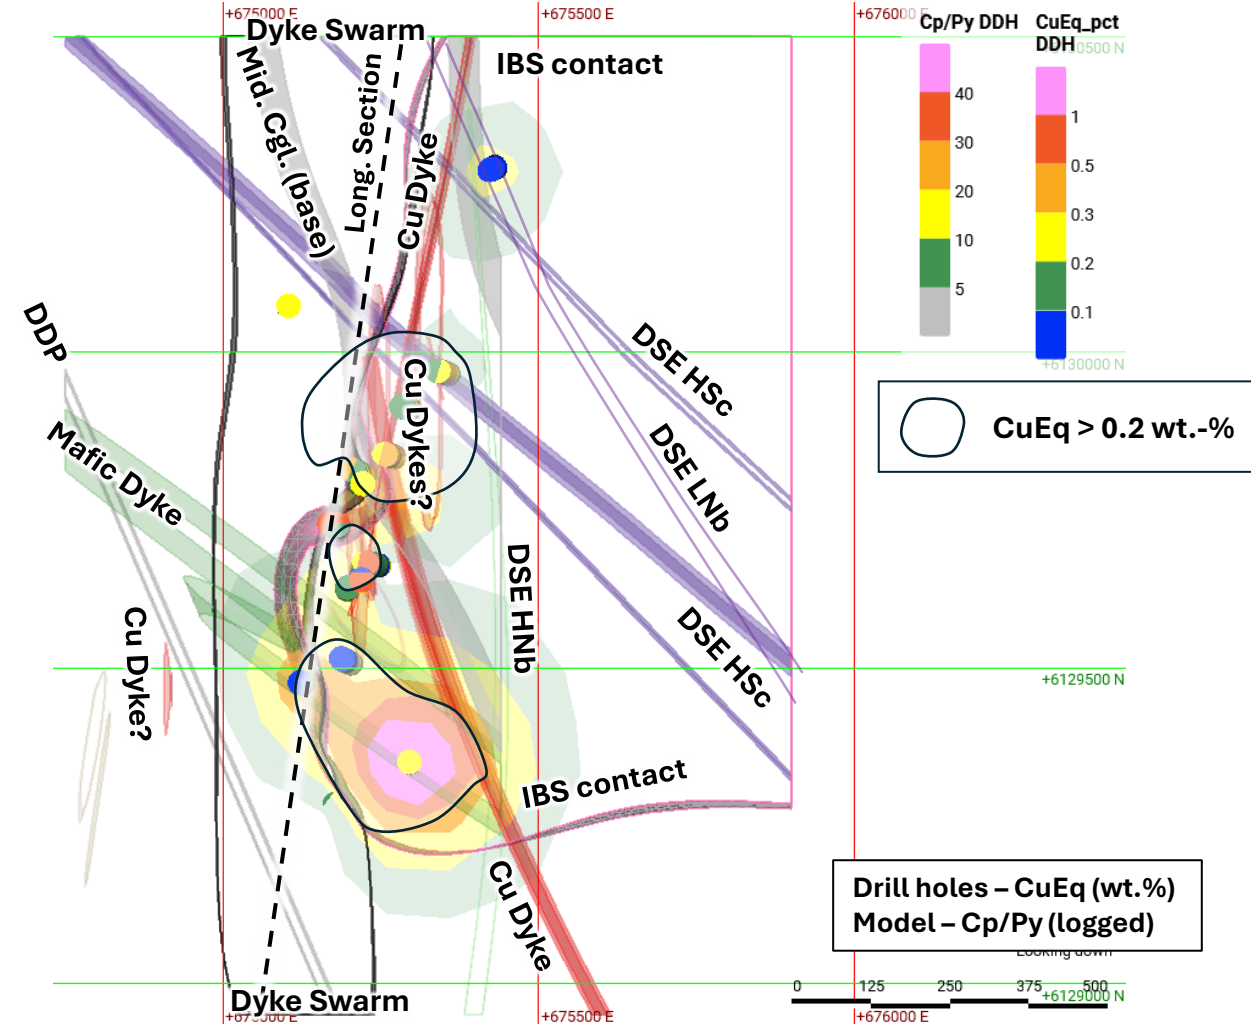 +675000 E
+675500 E
+676000 E
Dyke Swarm
IBS contact
Cp/Py DDH
CuEq_pct
DDH
40
30
20
10
5
1
0.5
0.3
0.2
0.1
Mid. Cgl. (base)
Long. Section
Cu Dyke
DDP
DSE HSc
+6130000 N
Cu Dykes?
CuEq > 0.2 wt.-%
Mafic Dyke
DSE LNb
DSE HNb
Cu Dyke?
DSE HSc
+6129500 N
IBS contact
Cu Dyke
Drill holes – CuEq (wt.%)
Model – Cp/Py (logged)
Looking down
0 125 250 375 500
+6129000 N
Dyke Swarm
+675500 E
+676000 E